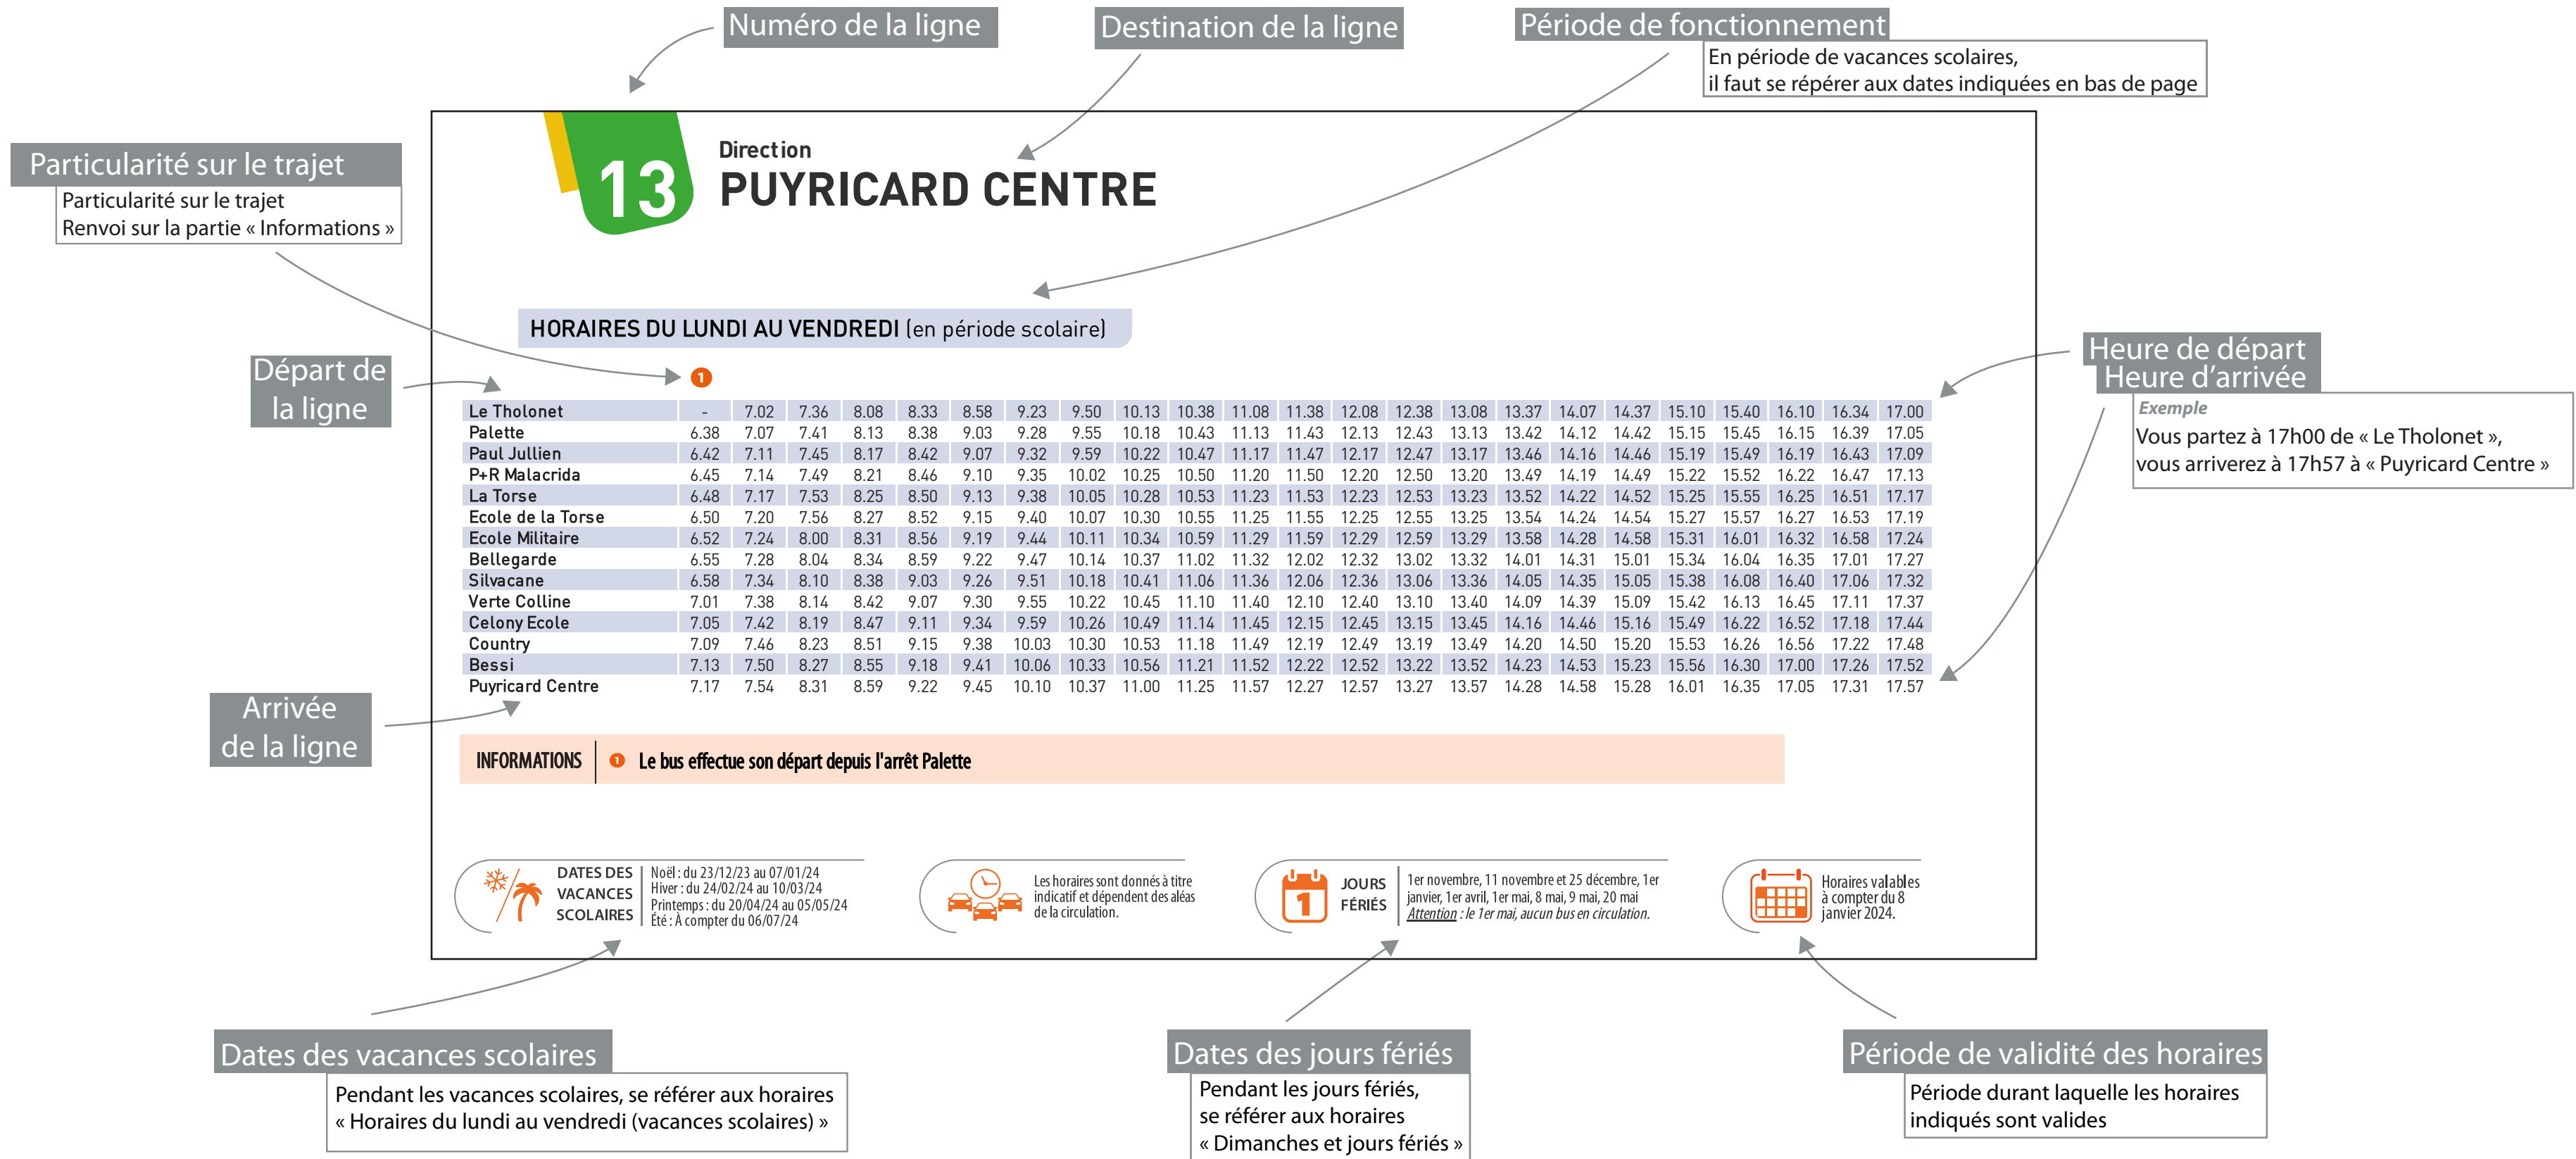 Numéro de la ligne
Destination de la ligne
Période de fonctionnement
En période de vacances scolaires,
il faut se répérer aux dates indiquées en bas de page
Particularité sur le trajet
Particularité sur le trajet
Renvoi sur la partie « Informations »
13
Direction
PUYRICARD CENTRE
HORAIRES DU LUNDI AU VENDREDI (en période scolaire)
Départ de
la ligne
1
Heure de départ
Heure d'arrivée
Exemple
Vous partez à 17h00 de « Le Tholonet »,
vous arriverez à 17h57 à « Puyricard Centre »
Le Tholonet - 7.02 7.36 8.08 8.33 8.58 9.23 9.50 10.13 10.38 11.08 11.38 12.08 12.38 13.08 13.37 14.07 14.37 15.10 15.40 16.10 16.34 17.00
Palette 6.38 7.07 7.41 8.13 8.38 9.03 9.28 9.55 10.18 10.43 11.13 11.43 12.13 12.43 13.13 13.42 14.12 14.42 15.15 15.45 16.15 16.39 17.05
Paul Jullien 6.42 7.11 7.45 8.17 8.42 9.07 9.32 9.59 10.22 10.47 11.17 11.47 12.17 12.47 13.17 13.46 14.16 14.46 15.19 15.49 16.19 16.43 17.09
P+R Malacrida 6.45 7.14 7.49 8.21 8.46 9.10 9.35 10.02 10.25 10.50 11.20 11.50 12.20 12.50 13.20 13.49 14.19 14.49 15.22 15.52 16.22 16.47 17.13
La Torse 6.48 7.17 7.53 8.25 8.50 9.13 9.38 10.05 10.28 10.53 11.23 11.53 12.23 12.53 13.23 13.52 14.22 14.52 15.25 15.55 16.25 16.51 17.17
Ecole de la Torse 6.50 7.20 7.56 8.27 8.52 9.15 9.40 10.07 10.30 10.55 11.25 11.55 12.25 12.55 13.25 13.54 14.24 14.54 15.27 15.57 16.27 16.53 17.19
Ecole Militaire 6.52 7.24 8.00 8.31 8.56 9.19 9.44 10.11 10.34 10.59 11.29 11.59 12.29 12.59 13.29 13.58 14.28 14.58 15.31 16.01 16.32 16.58 17.24
Bellegarde 6.55 7.28 8.04 8.34 8.59 9.22 9.47 10.14 10.37 11.02 11.32 12.02 12.32 13.02 13.32 14.01 14.31 15.01 15.34 16.04 16.35 17.01 17.27
Silvacane 6.58 7.34 8.10 8.38 9.03 9.26 9.51 10.18 10.41 11.06 11.36 12.06 12.36 13.06 13.36 14.05 14.35 15.05 15.38 16.08 16.40 17.06 17.32
Verte Colline 7.01 7.38 8.14 8.42 9.07 9.30 9.55 10.22 10.45 11.10 11.40 12.10 12.40 13.10 13.40 14.09 14.39 15.09 15.42 16.13 16.45 17.11 17.37
Celony Ecole 7.05 7.42 8.19 8.47 9.11 9.34 9.59 10.26 10.49 11.14 11.45 12.15 12.45 13.15 13.45 14.16 14.46 15.16 15.49 16.22 16.52 17.18 17.44
Country 7.09 7.46 8.23 8.51 9.15 9.38 10.03 10.30 10.53 11.18 11.49 12.19 12.49 13.19 13.49 14.20 14.50 15.20 15.53 16.26 16.56 17.22 17.48
Bessi 7.13 7.50 8.27 8.55 9.18 9.41 10.06 10.33 10.56 11.21 11.52 12.22 12.52 13.22 13.52 14.23 14.53 15.23 15.56 16.30 17.00 17.26 17.52
Puyricard Centre 7.17 7.54 8.31 8.59 9.22 9.45 10.10 10.37 11.00 11.25 11.57 12.27 12.57 13.27 13.57 14.28 14.58 15.28 16.01 16.35 17.05 17.31 17.57
Arrivée
de la ligne
INFORMATIONS 1 Le bus effectue son départ depuis l'arrêt Palette
DATES DES
VACANCES
SCOLAIRES
Noël : du 23/12/23 au 07/01/24
Hiver : du 24/02/24 au 10/03/24
Printemps : du 20/04/24 au 05/05/24
Été : À compter du 06/07/24
Les horaires sont donnés à titre
indicatif et dépendent des aléas
de la circulation.
1
JOURS
FÉRIÉS
1er novembre, 11 novembre et 25 décembre, 1er
janvier, 1er avril, 1er mai, 8 mai, 9 mai, 20 mai
Attention : le 1er mai, aucun bus en circulation.
Horaires valables
à compter du 8
janvier 2024.
Dates des vacances scolaires
Pendant les vacances scolaires, se référer aux horaires
« Horaires du lundi au vendredi (vacances scolaires) »
Dates des jours fériés
Pendant les jours fériés,
se référer aux horaires
« Dimanches et jours fériés »
Période de validité des horaires
Période durant laquelle les horaires
indiqués sont valides